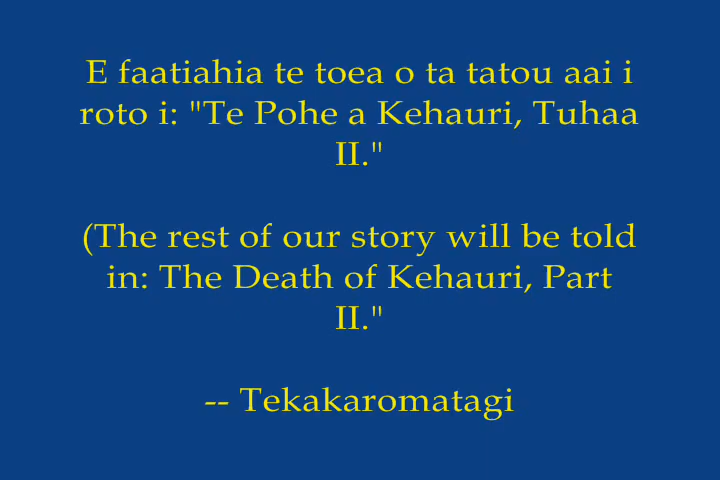 E faatiahia te toea o ta tatou aai i
roto i: "Te Pohe a Kehauri, Tuhaa
II."
(The rest of our story will be told
in: The Death of Kehauri, Part
II."
-- Tekakaromatagi